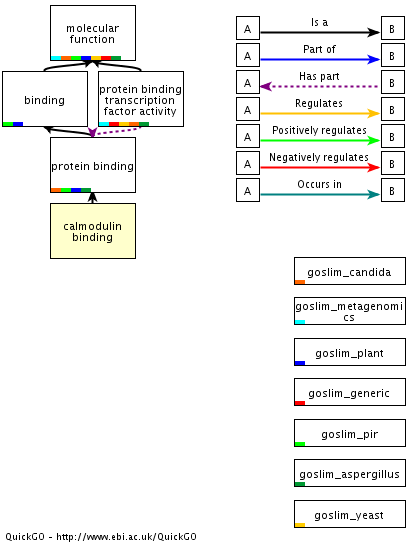 molecular
function
binding
protein binding
transcription
factor activity
protein binding
calmodulin
binding
A Is a B
A Part of B
A Has part B
A Regulates B
A Positively regulates B
A Negatively regulates B
A Occurs in B
goslim_candida
goslim_metagenomi
cs
goslim_plant
goslim_generic
goslim_pir
goslim_aspergillus
goslim_yeast
QuickGO - http://www.ebi.ac.uk/QuickGO